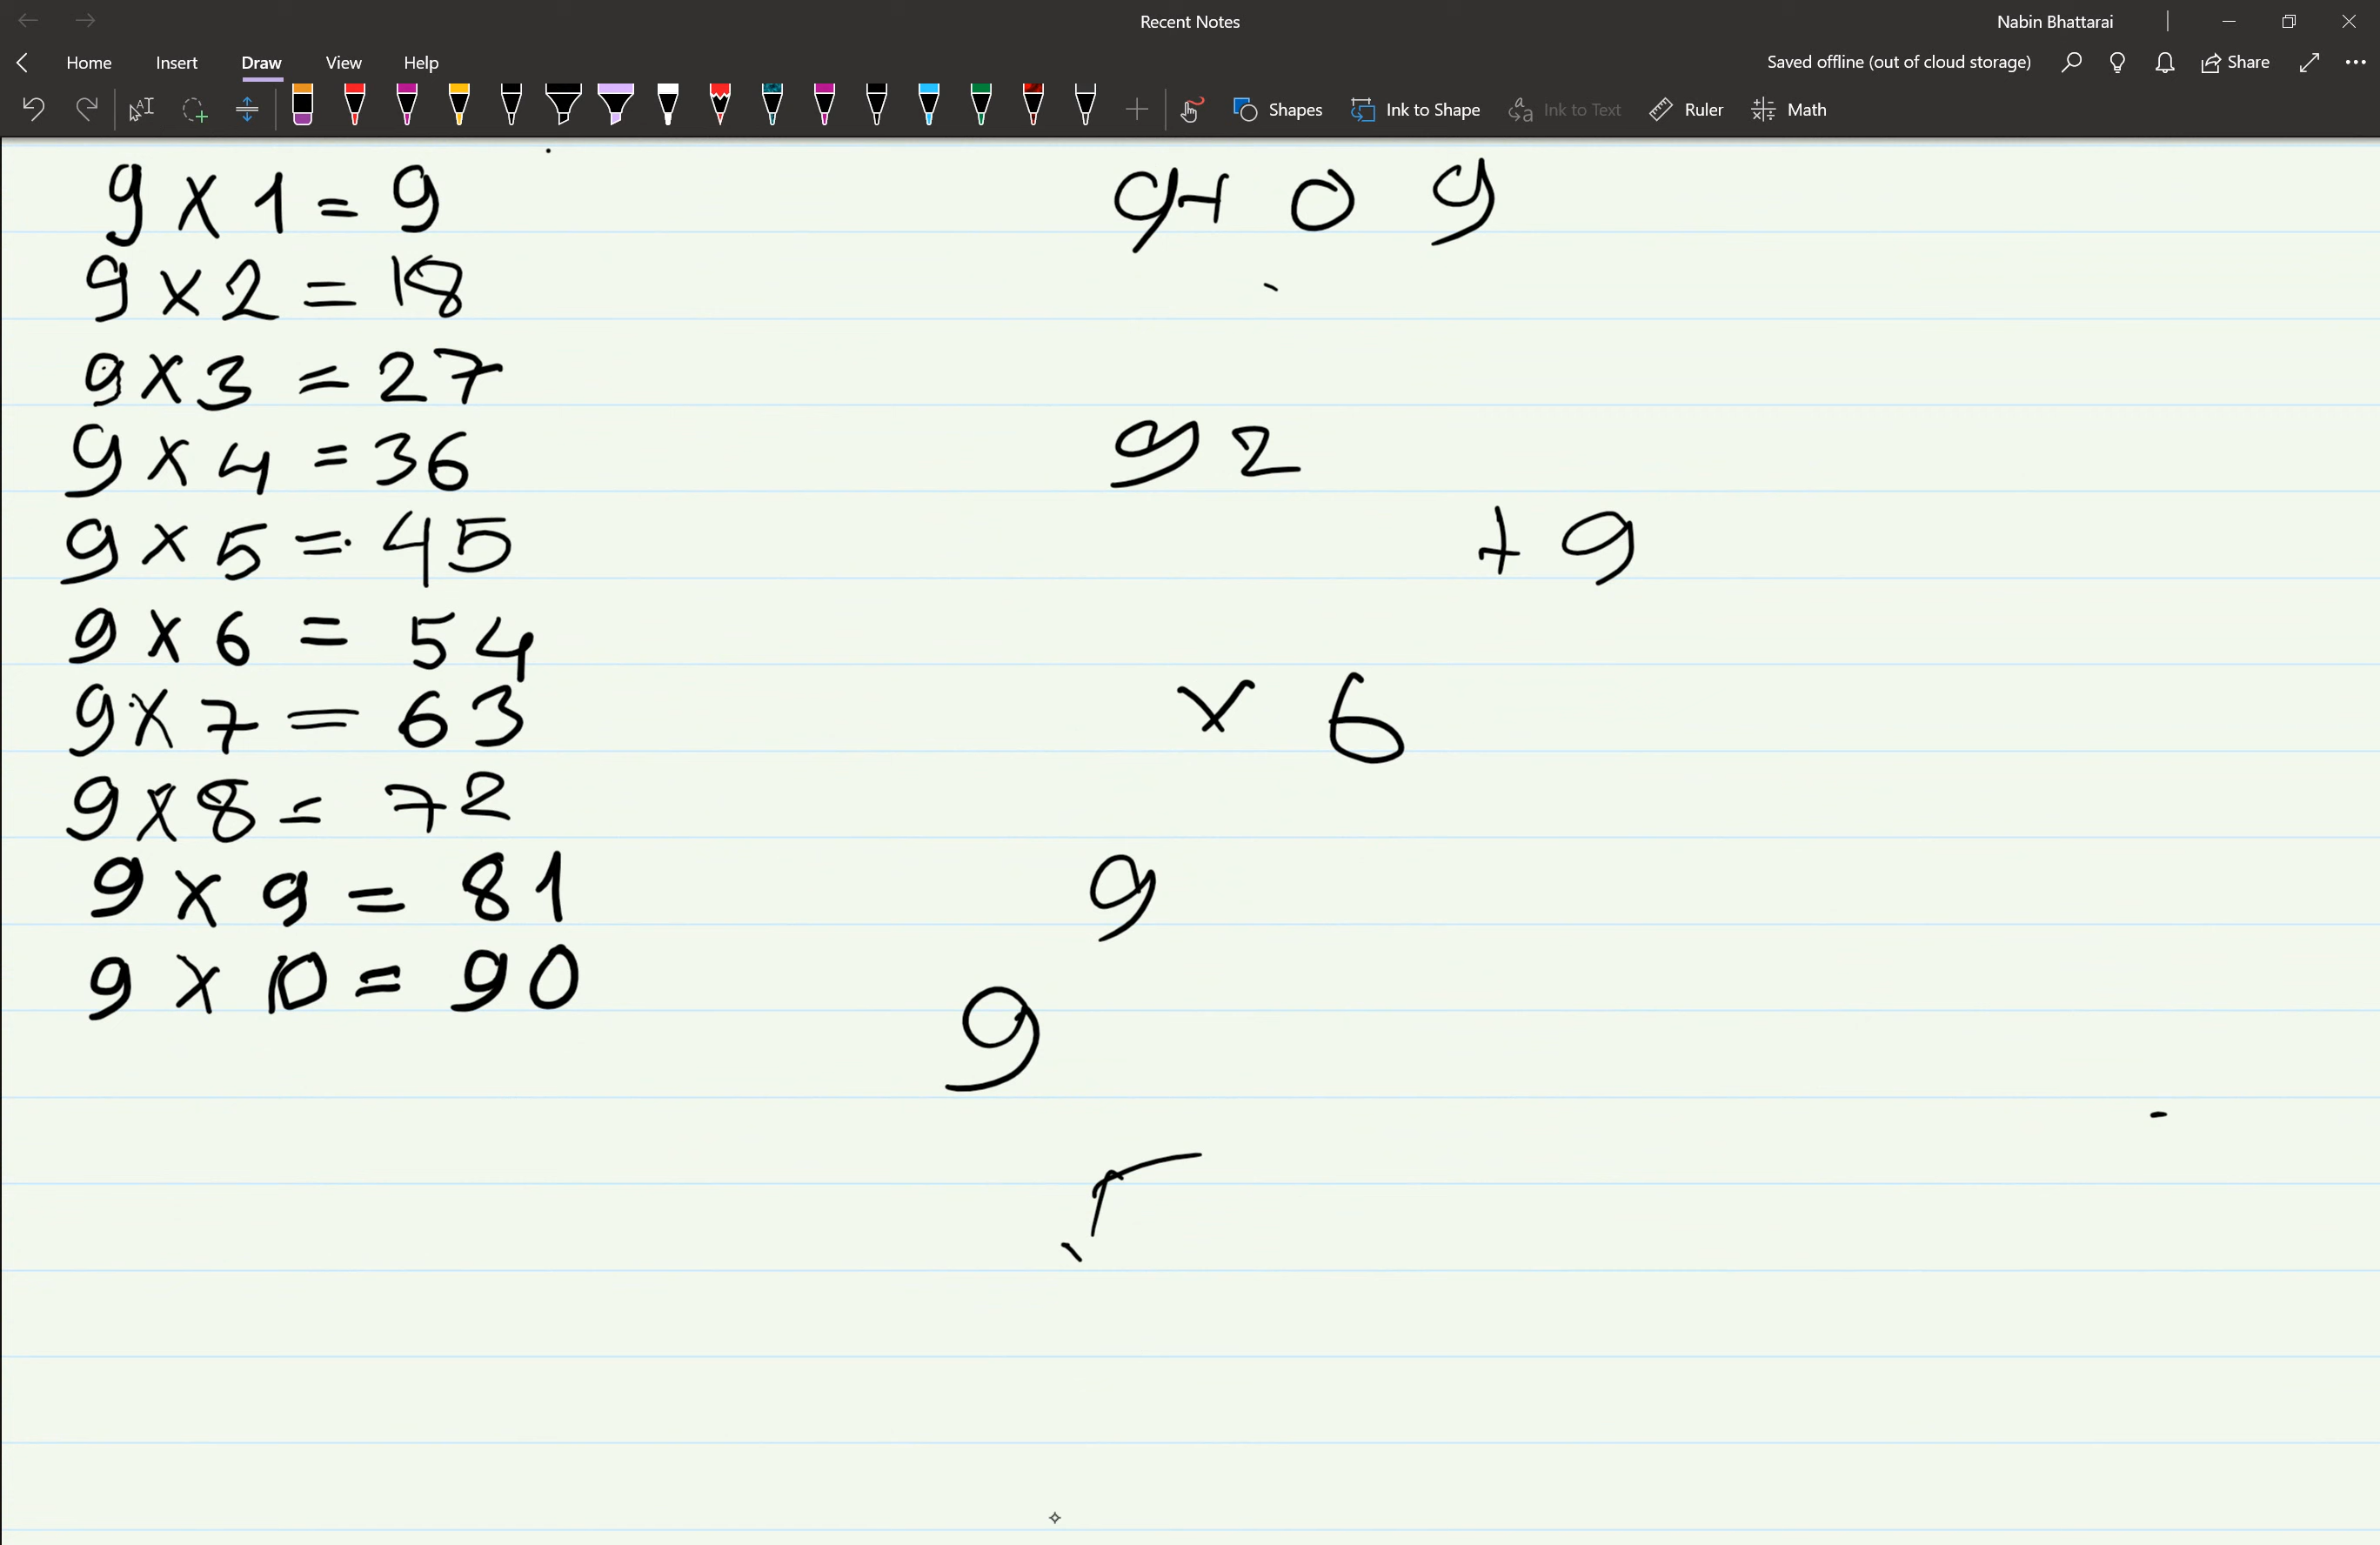 Recent Notes
Nabin Bhattarai
Home Insert Draw View Help
Saved offline (out of cloud storage)
Share
Shapes
Ink to Shape
Ink to Text
Ruler
Math
9 x 1 = 9
9 x 2 = 18
9 x 3 = 27
9 x 4 = 36
9 x 5 = 45
9 x 6 = 54
9 x 7 = 63
9 x 8 = 72
9 x 9 = 81
9 x 10 = 90
9+ 0 9
9 2
+ 9
x 6
9
9